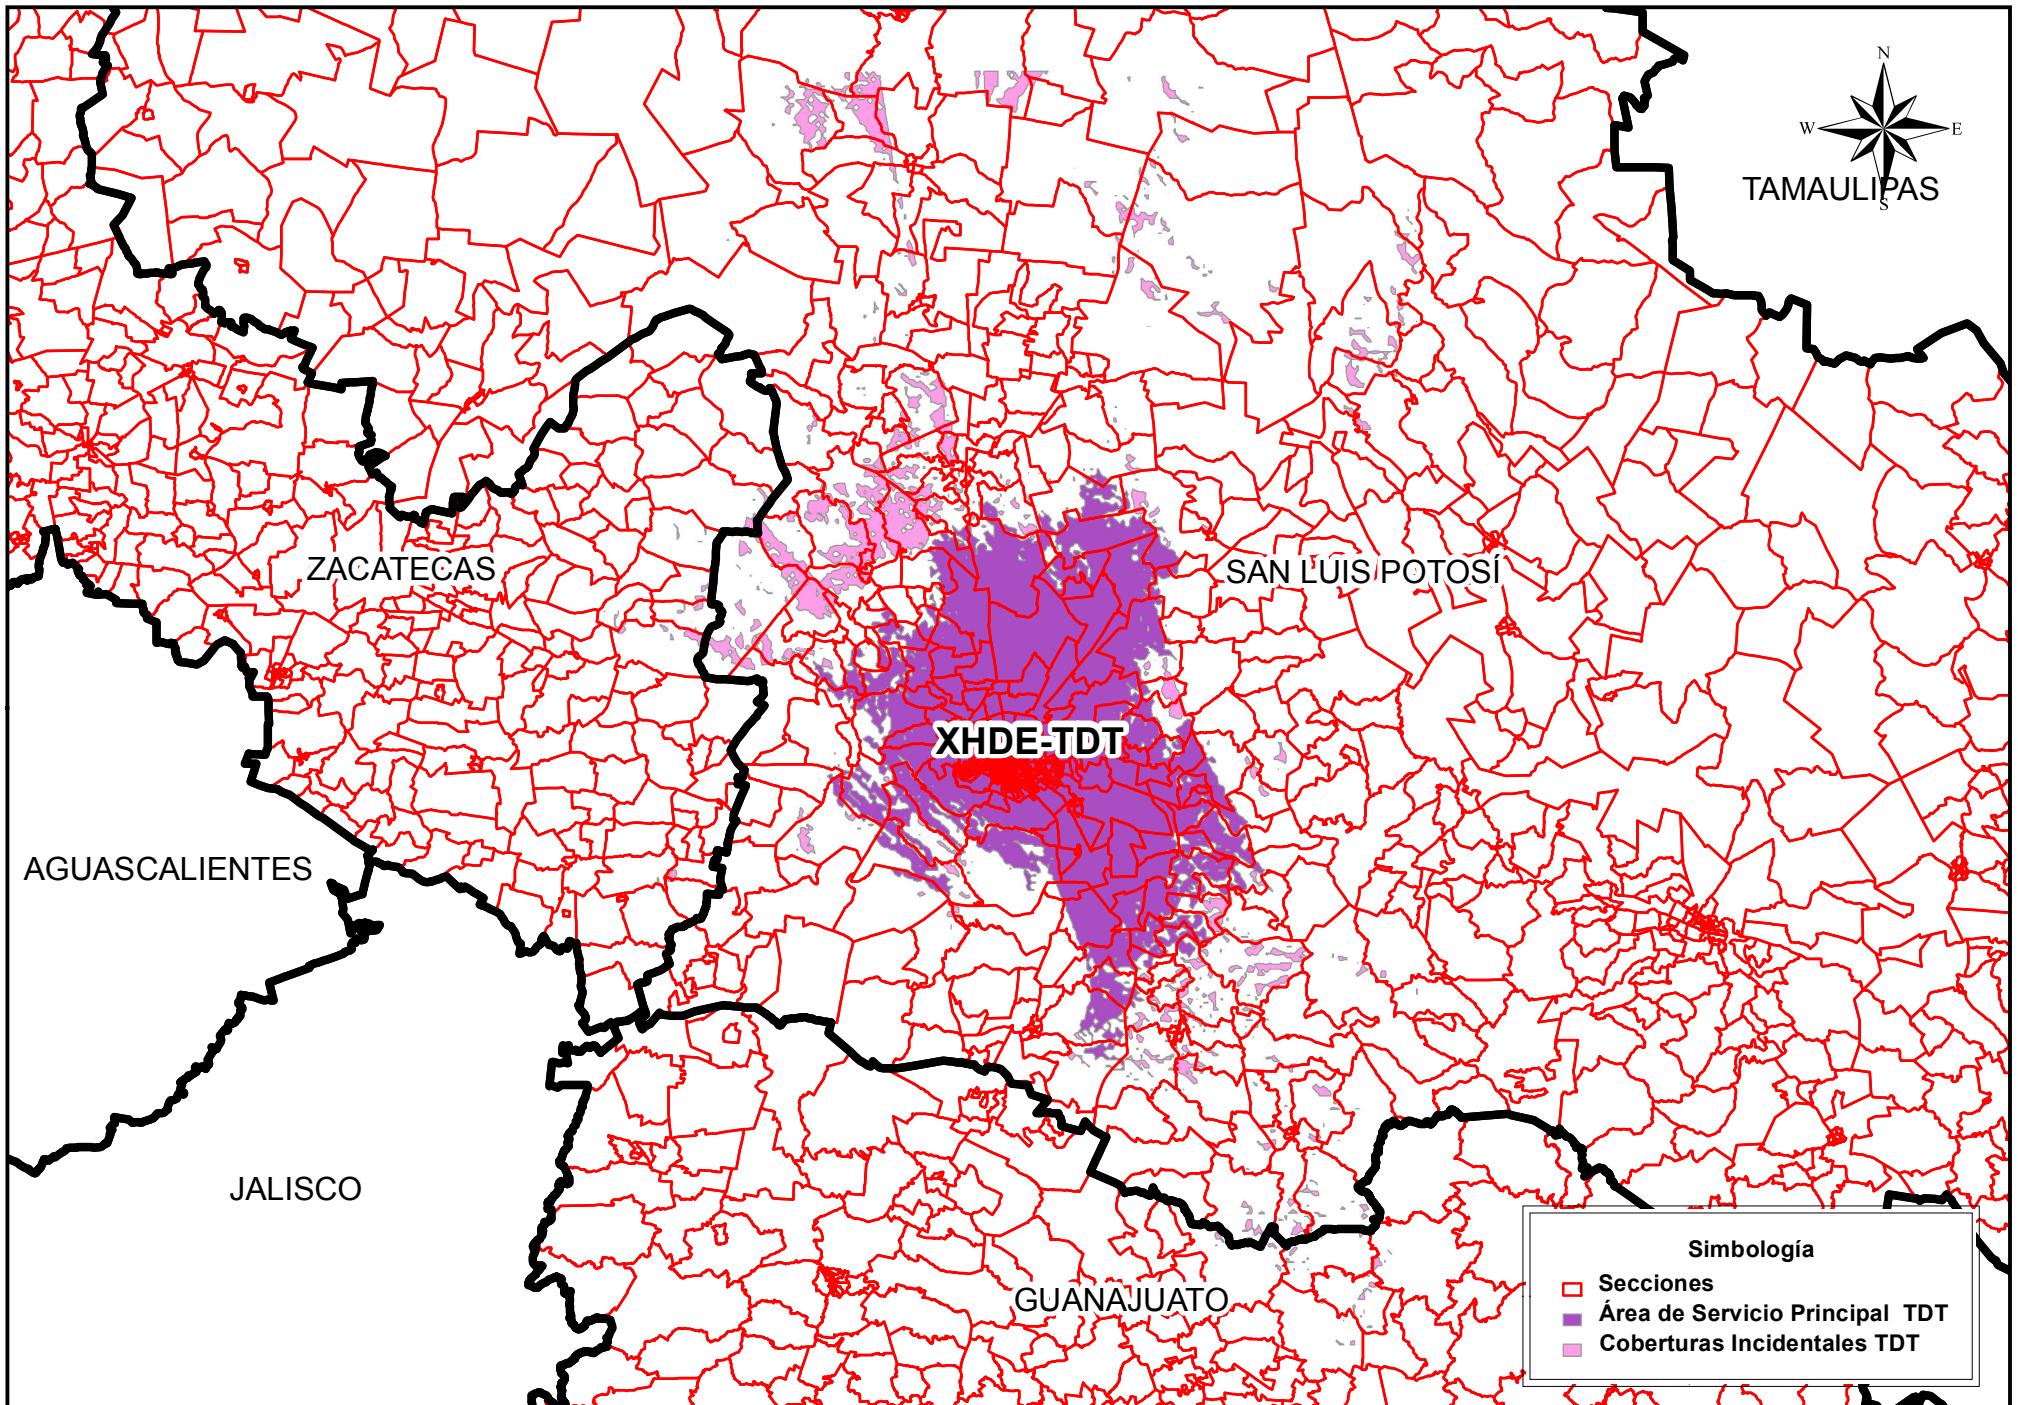 N
W E
S
TAMAULIPAS
ZACATECAS
SAN LUIS POTOSÍ
XHDE-TDT
AGUASCALIENTES
JALISCO
GUANAJUATO
Simbología
Secciones
Área de Servicio Principal TDT
Coberturas Incidentales TDT